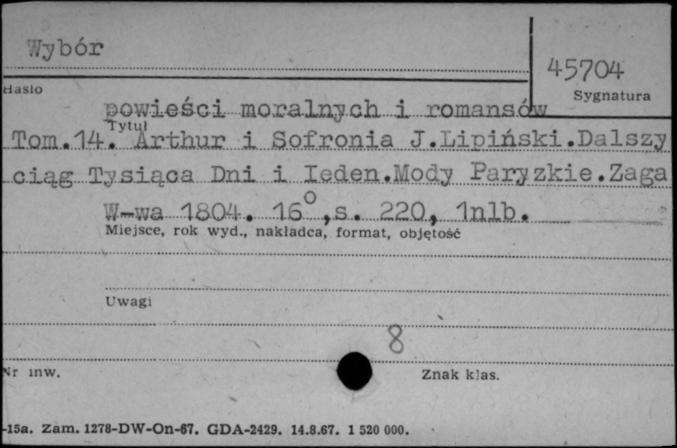 Wybór
45704
Hasło
Sygnatura
powieści moralnych i romansów
Tytuł
Tom.14. Arthur i Sofronia J.Lipiński.Dalszy
ciąg Tysiąca Dni i Ieden.Mody Paryzkie.Zaga
W-wa 1804. 16°,s. 220, 1nlb.
Miejsce, rok wyd., nakładca, format, objętość
Uwagi
8
Nr inw.
Znak klas.
-15a. Zam. 1278-DW-On-67. GDA-2429. 14.8.67. 1 520 000.